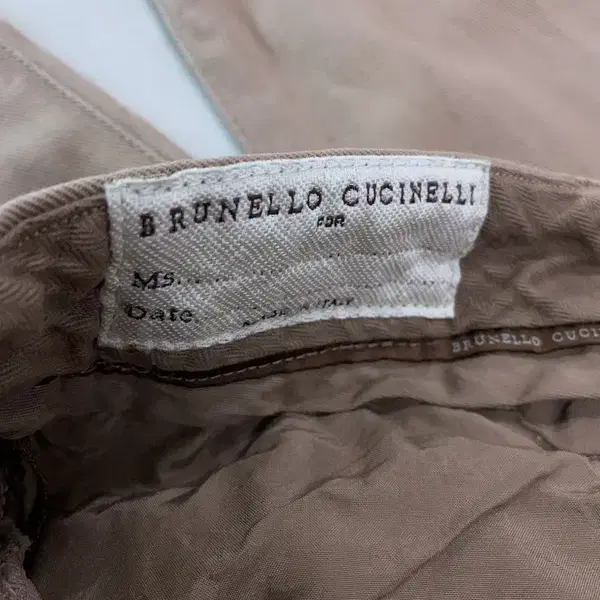 BRUNELLO CUCINELLI
FOR
Ms.
Date
BRUNELLO CUCI